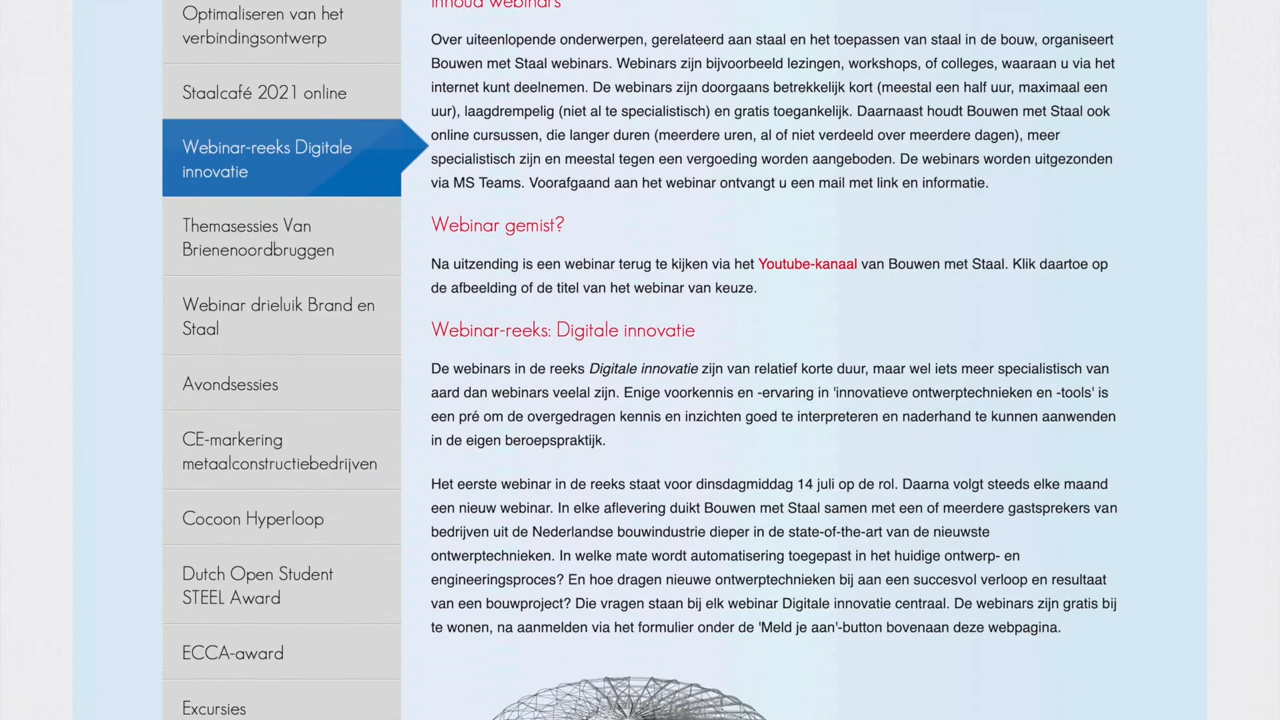 Optimaliseren van het
verbindingsontwerp
Staalcafé 2021 online
Webinar-reeks Digitale
innovatie
Themasessies Van
Brienenoordbruggen
Webinar drieluik Brand en
Staal
Avondsessies
CE-markering
metaalconstructiebedrijven
Cocoon Hyperloop
Dutch Open Student
STEEL Award
ECCA-award
Excursies
Inhoud webinars
Over uiteenlopende onderwerpen, gerelateerd aan staal en het toepassen van staal in de bouw, organiseert
Bouwen met Staal webinars. Webinars zijn bijvoorbeeld lezingen, workshops, of colleges, waaraan u via het
internet kunt deelnemen. De webinars zijn doorgaans betrekkelijk kort (meestal een half uur, maximaal een
uur), laagdrempelig (niet al te specialistisch) en gratis toegankelijk. Daarnaast houdt Bouwen met Staal ook
online cursussen, die langer duren (meerdere uren, al of niet verdeeld over meerdere dagen), meer
specialistisch zijn en meestal tegen een vergoeding worden aangeboden. De webinars worden uitgezonden
via MS Teams. Voorafgaand aan het webinar ontvangt u een mail met link en informatie.
Webinar gemist?
Na uitzending is een webinar terug te kijken via het Youtube-kanaal van Bouwen met Staal. Klik daartoe op
de afbeelding of de titel van het webinar van keuze.
Webinar-reeks: Digitale innovatie
De webinars in de reeks Digitale innovatie zijn van relatief korte duur, maar wel iets meer specialistisch van
aard dan webinars veelal zijn. Enige voorkennis en -ervaring in 'innovatieve ontwerptechnieken en -tools' is
een pré om de overgedragen kennis en inzichten goed te interpreteren en naderhand te kunnen aanwenden
in de eigen beroepspraktijk.
Het eerste webinar in de reeks staat voor dinsdagmiddag 14 juli op de rol. Daarna volgt steeds elke maand
een nieuw webinar. In elke aflevering duikt Bouwen met Staal samen met een of meerdere gastsprekers van
bedrijven uit de Nederlandse bouwindustrie dieper in de state-of-the-art van de nieuwste
ontwerptechnieken. In welke mate wordt automatisering toegepast in het huidige ontwerp- en
engineeringsproces? En hoe dragen nieuwe ontwerptechnieken bij aan een succesvol verloop en resultaat
van een bouwproject? Die vragen staan bij elk webinar Digitale innovatie centraal. De webinars zijn gratis bij
te wonen, na aanmelden via het formulier onder de 'Meld je aan'-button bovenaan deze webpagina.